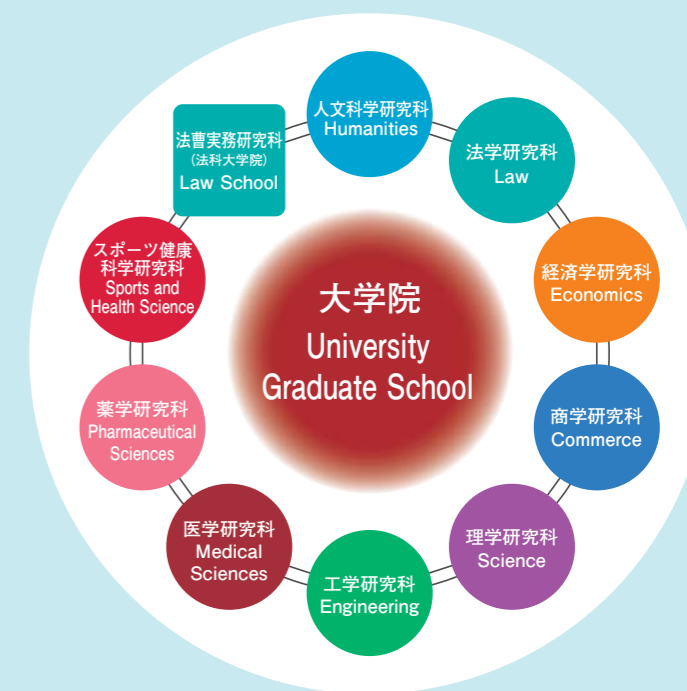 大学院
University
Graduate School
人文科学研究科
Humanities
法学研究科
Law
経済学研究科
Economics
商学研究科
Commerce
理学研究科
Science
工学研究科
Engineering
医学研究科
Medical
Sciences
薬学研究科
Pharmaceutical
Sciences
スポーツ健康
科学研究科
Sports and
Health Science
法曹実務研究科
（法科大学院）
Law School